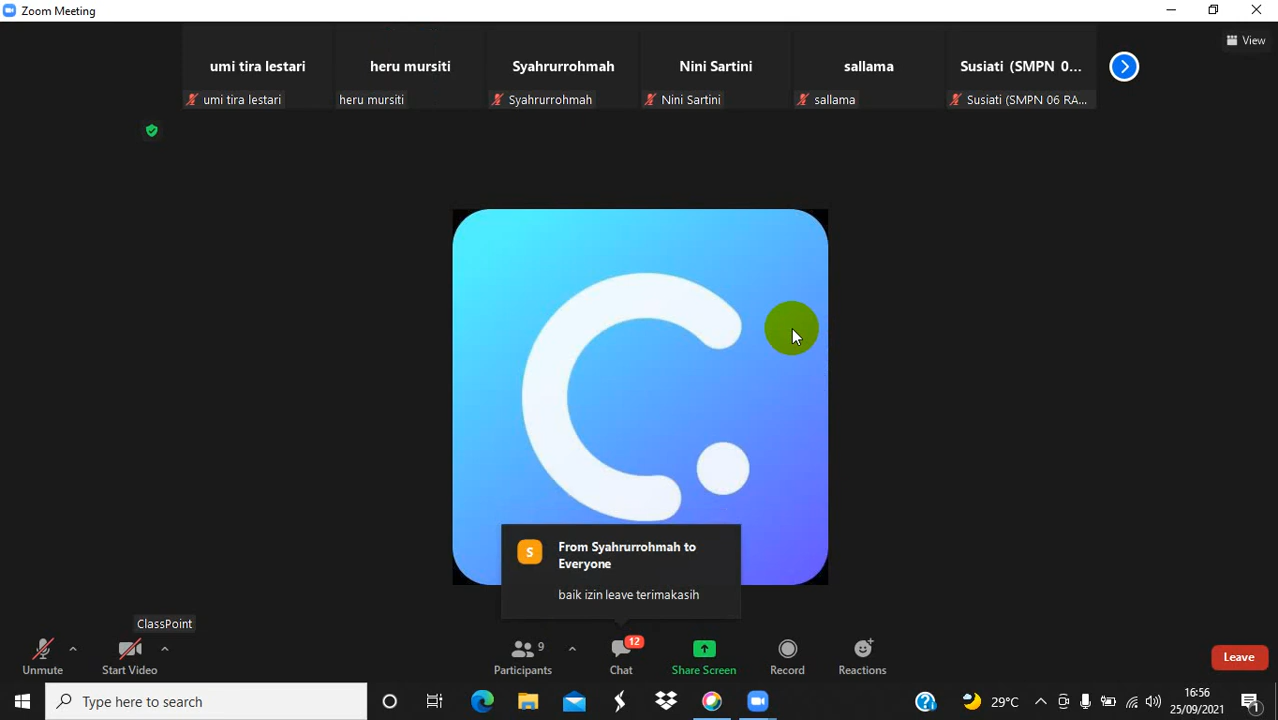 Zoom Meeting
View
umi tira lestari
heru mursiti
Syahrurrohmah
Nini Sartini
sallama
Susiati (SMPN 0...
umi tira lestari
heru mursiti
Syahrurrohmah
Nini Sartini
sallama
Susiati (SMPN 06 RA...
S
From Syahrurrohmah to
Everyone
baik izin leave terimakasih
ClassPoint
Unmute
Start Video
9
Participants
12
Chat
Share Screen
Record
Reactions
Leave
Type here to search
29°C
16:56
25/09/2021
1